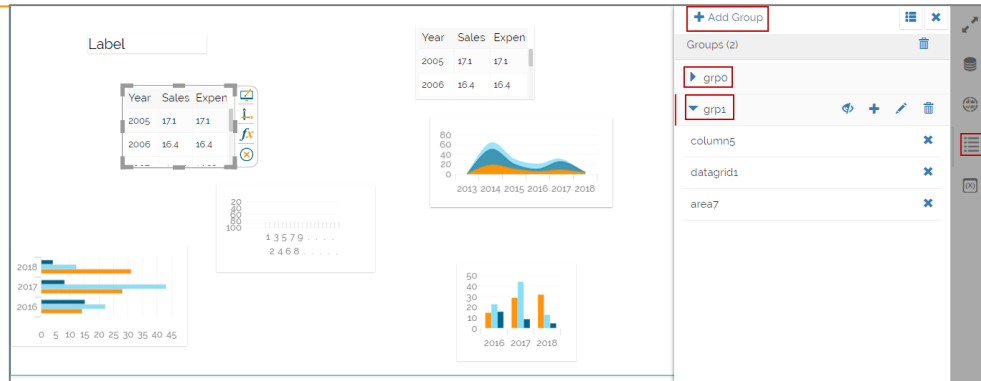 Label
Year Sales Expen
2005 17.1 17.1
2006 16.4 16.4
fx
Year Sales Expen
2005 17.1 17.1
2006 16.4 16.4
80
60
40
20
0
2013 2014 2015 2016 2017 2018
20
40
60
80
100
1 3 5 7 9 . . . .
2 4 6 8 . . . . .
2018
2017
2016
0 5 10 15 20 25 30 35 40 45
50
40
30
20
10
0
2016 2017 2018
Add Group
Groups (2)
grp0
grp1
column5
datagrid1
area7
(x)